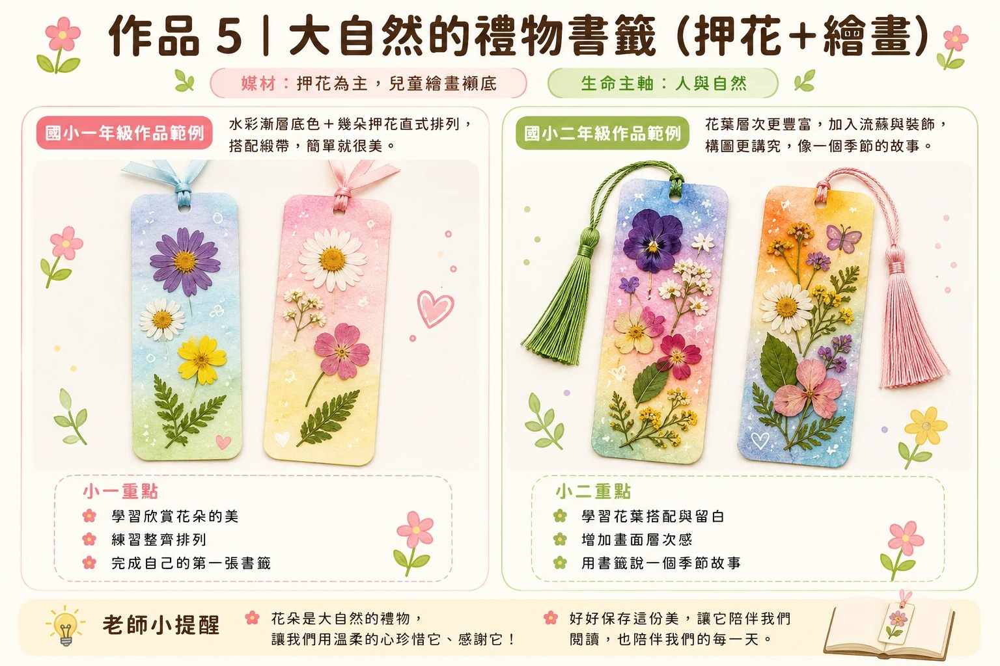 作品 5｜大自然的禮物書籤 (押花＋繪畫)
媒材：押花為主，兒童繪畫襯底
生命主軸：人與自然
國小一年級作品範例
水彩漸層底色＋幾朵押花直式排列，
搭配緞帶，簡單就很美。
小一重點
學習欣賞花朵的美
練習整齊排列
完成自己的第一張書籤
國小二年級作品範例
花葉層次更豐富，加入流蘇與裝飾，
構圖更講究，像一個季節的故事。
小二重點
學習花葉搭配與留白
增加畫面層次感
用書籤說一個季節故事
老師小提醒
花朵是大自然的禮物，
讓我們用溫柔的心珍惜它、感謝它！
好好保存這份美，讓它陪伴我們
閱讀，也陪伴我們的每一天。